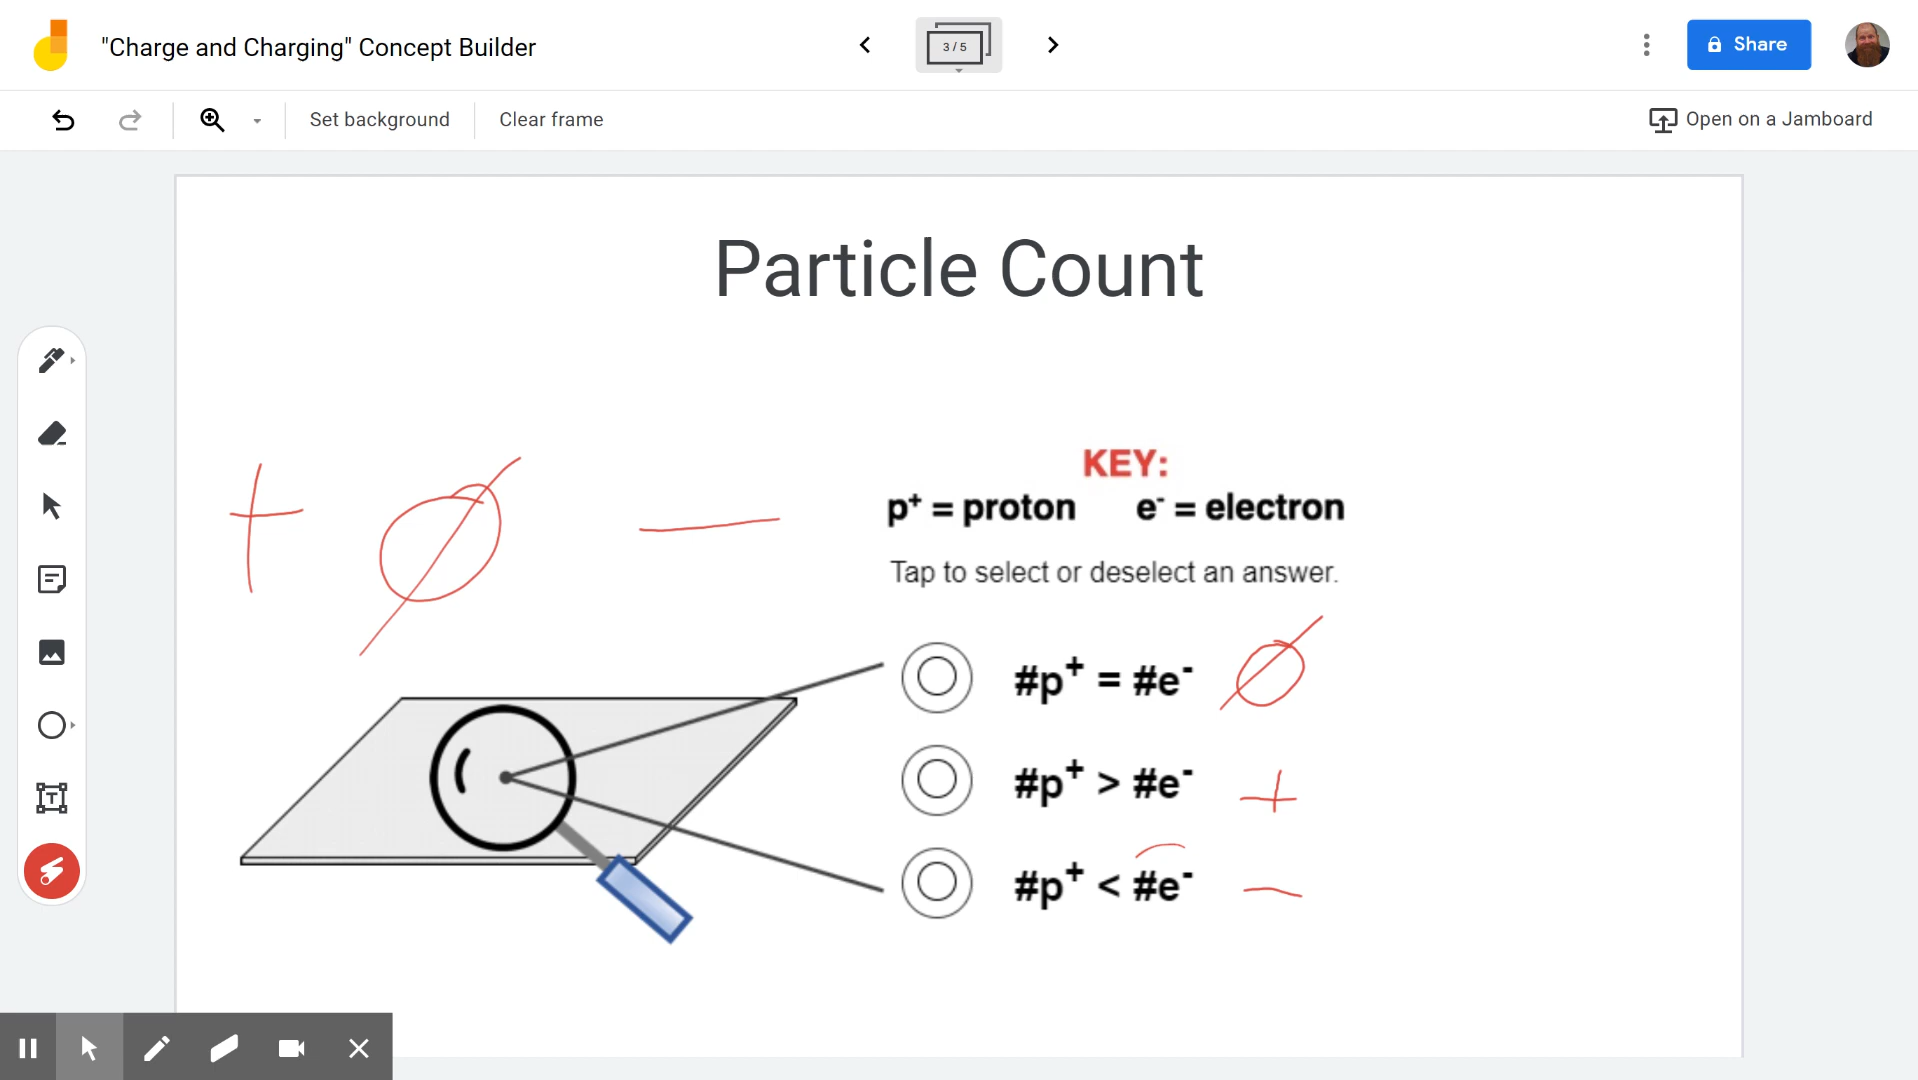 "Charge and Charging" Concept Builder
3 / 5
Share
Set background
Clear frame
Open on a Jamboard
Particle Count
+ Ø —
KEY:
p⁺ = proton e⁻ = electron
Tap to select or deselect an answer.
#p⁺ = #e⁻ Ø
#p⁺ > #e⁻ +
#p⁺ < #e⁻ —